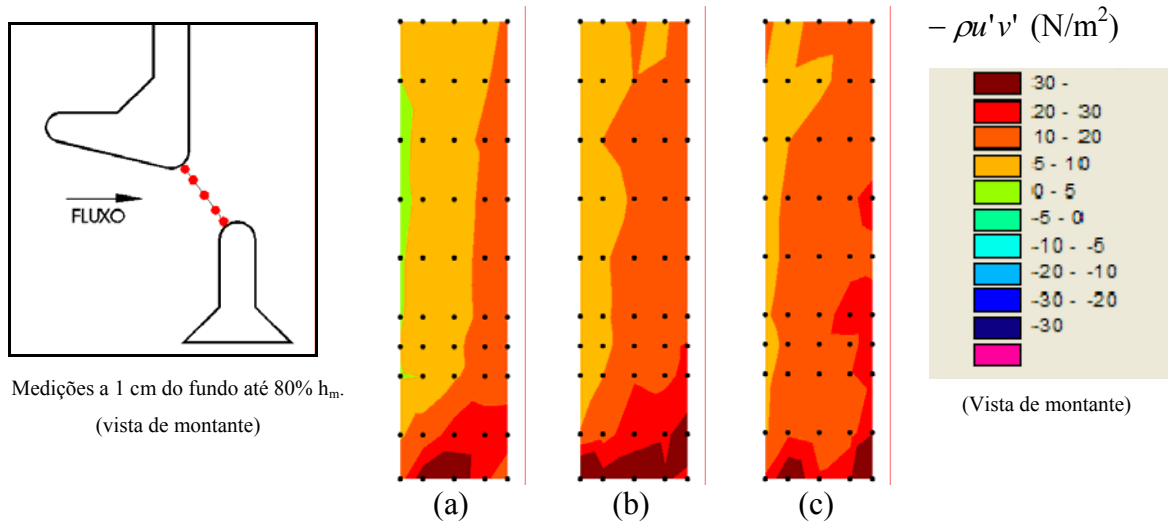 FLUXO
Medições a 1 cm do fundo até 80% hm.
(vista de montante)
(a)
(b)
(c)
– ρu'v' (N/m²)
30 -
20 - 30
10 - 20
5 - 10
0 - 5
-5 - 0
-10 - -5
-20 - -10
-30 - -20
-30
(Vista de montante)